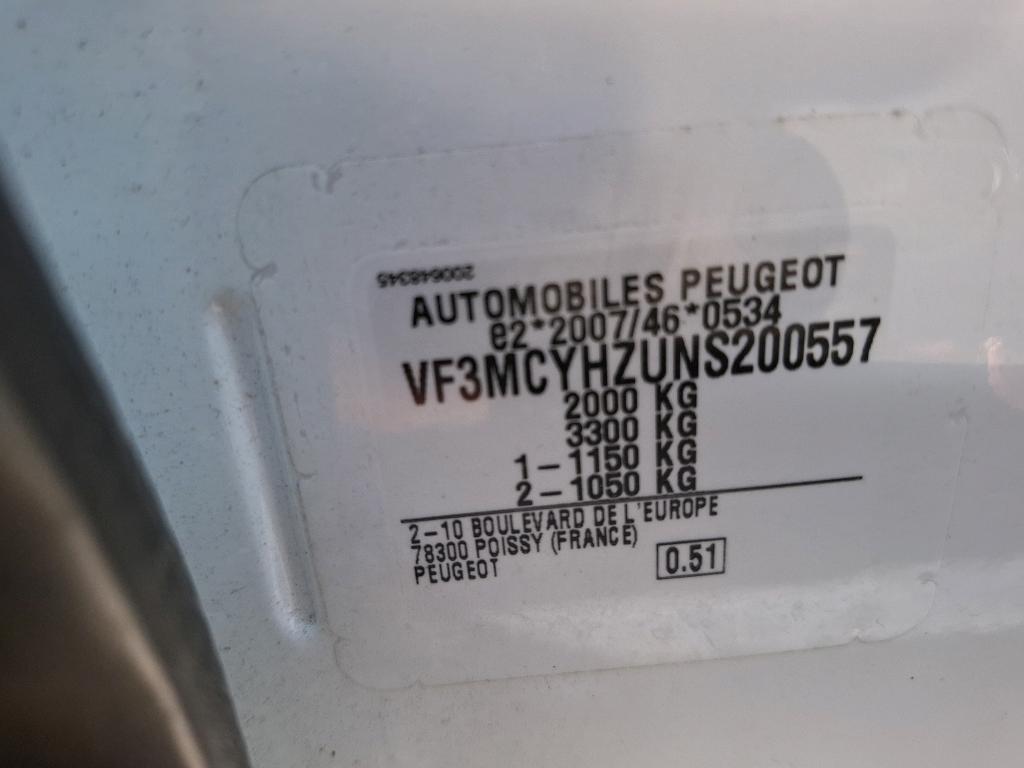 200648345
AUTOMOBILES PEUGEOT
e2*2007/46*0534
VF3MCYHZUNS200557
2000 KG
3300 KG
1-1150 KG
2-1050 KG
2-10 BOULEVARD DE L'EUROPE
78300 POISSY (FRANCE)
PEUGEOT
0.51